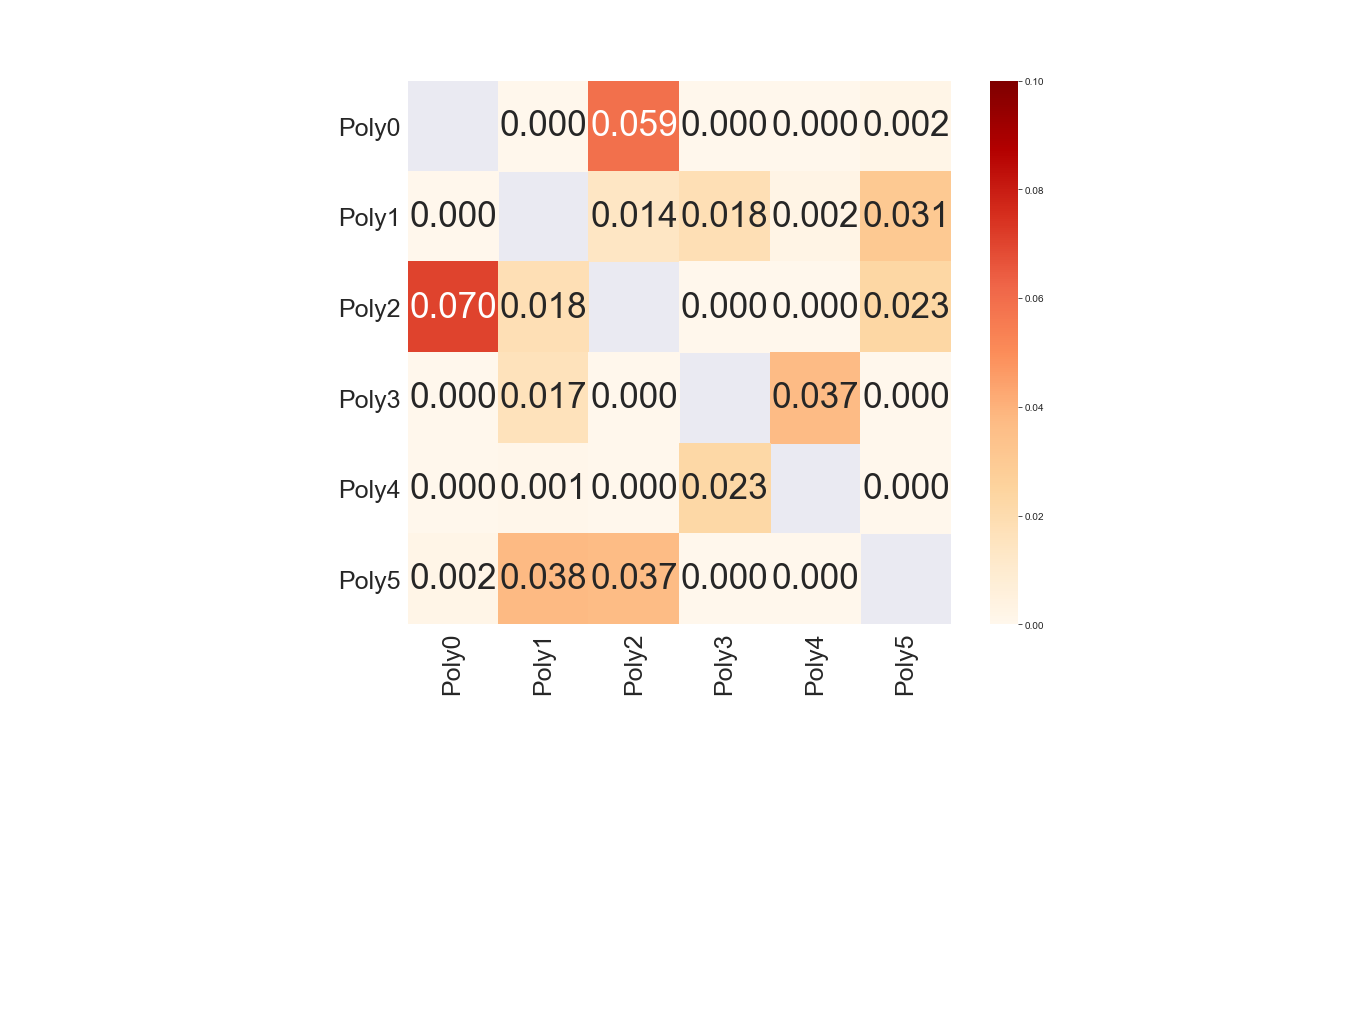 0.10
Poly0 0.000 0.059 0.000 0.000 0.002
0.08
Poly1 0.000 0.014 0.018 0.002 0.031
Poly2 0.070 0.018 0.000 0.000 0.023
0.06
Poly3 0.000 0.017 0.000 0.037 0.000
0.04
Poly4 0.000 0.001 0.000 0.023 0.000
0.02
Poly5 0.002 0.038 0.037 0.000 0.000
0.00
Poly0 Poly1 Poly2 Poly3 Poly4 Poly5